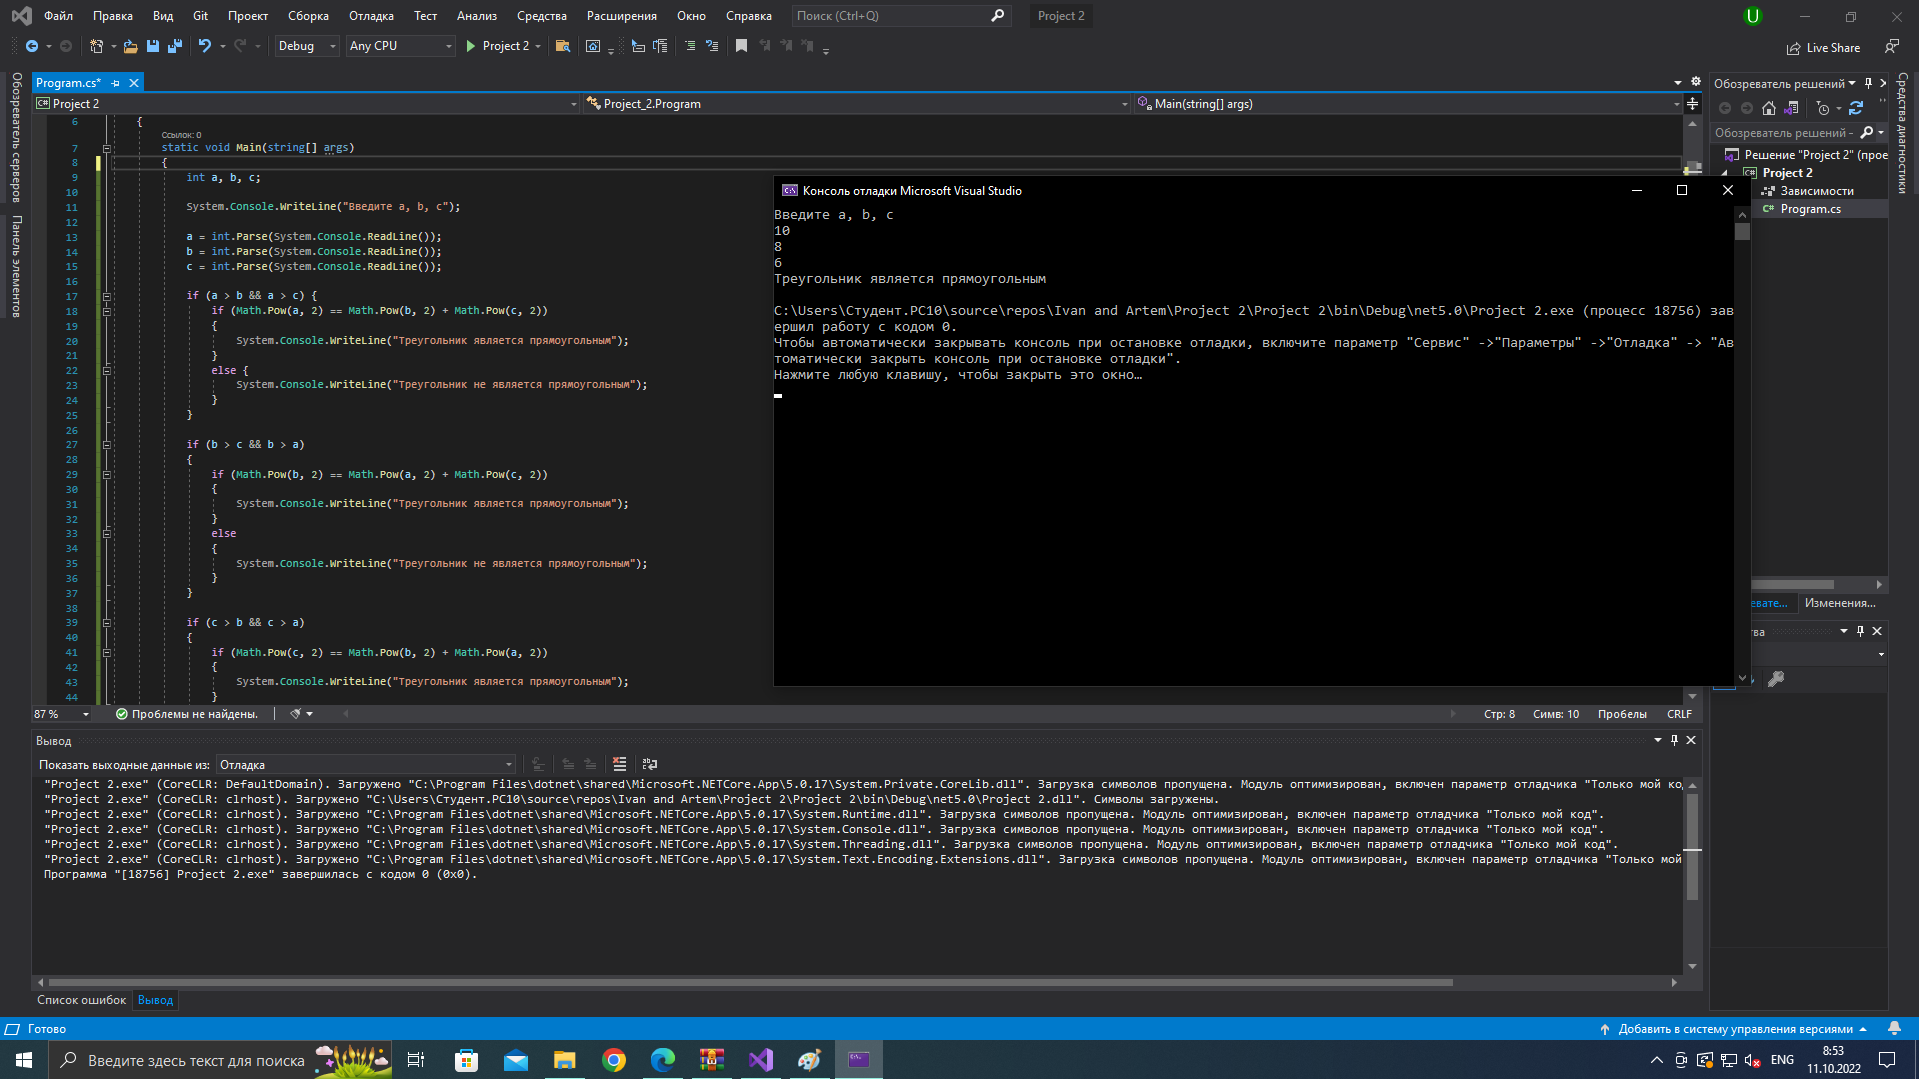 Файл Правка Вид Git Проект Сборка Отладка Тест Анализ Средства Расширения Окно Справка Поиск (Ctrl+Q) Project 2 U
Debug Any CPU Project 2 Live Share
Обозреватель серверов
Панель элементов
Program.cs*
Project 2 Project_2.Program Main(string[] args)
6 {
Ссылок: 0
7 static void Main(string[] args)
8 {
9 int a, b, c;
10
11 System.Console.WriteLine("Введите a, b, c");
12
13 a = int.Parse(System.Console.ReadLine());
14 b = int.Parse(System.Console.ReadLine());
15 c = int.Parse(System.Console.ReadLine());
16
17 if (a > b && a > c) {
18 if (Math.Pow(a, 2) == Math.Pow(b, 2) + Math.Pow(c, 2))
19 {
20 System.Console.WriteLine("Треугольник является прямоугольным");
21 }
22 else {
23 System.Console.WriteLine("Треугольник не является прямоугольным");
24 }
25 }
26
27 if (b > c && b > a)
28 {
29 if (Math.Pow(b, 2) == Math.Pow(a, 2) + Math.Pow(c, 2))
30 {
31 System.Console.WriteLine("Треугольник является прямоугольным");
32 }
33 else
34 {
35 System.Console.WriteLine("Треугольник не является прямоугольным");
36 }
37 }
38
39 if (c > b && c > a)
40 {
41 if (Math.Pow(c, 2) == Math.Pow(b, 2) + Math.Pow(a, 2))
42 {
43 System.Console.WriteLine("Треугольник является прямоугольным");
44 }
Консоль отладки Microsoft Visual Studio
Введите a, b, c
10
8
6
Треугольник является прямоугольным
C:\Users\Студент.PC10\source\repos\Ivan and Artem\Project 2\Project 2\bin\Debug\net5.0\Project 2.exe (процесс 18756) зав
ершил работу с кодом 0.
Чтобы автоматически закрывать консоль при остановке отладки, включите параметр "Сервис" ->"Параметры" ->"Отладка" -> "Ав
томатически закрыть консоль при остановке отладки".
Нажмите любую клавишу, чтобы закрыть это окно…
Обозреватель решений
Обозреватель решений -
Решение "Project 2" (прое
Project 2
Зависимости
Program.cs
Средства диагностики
евате... Изменения...
тва
87 % Проблемы не найдены. Стр: 8 Симв: 10 Пробелы CRLF
Вывод
Показать выходные данные из: Отладка
"Project 2.exe" (CoreCLR: DefaultDomain). Загружено "C:\Program Files\dotnet\shared\Microsoft.NETCore.App\5.0.17\System.Private.CoreLib.dll". Загрузка символов пропущена. Модуль оптимизирован, включен параметр отладчика "Только мой код
"Project 2.exe" (CoreCLR: clrhost). Загружено "C:\Users\Студент.PC10\source\repos\Ivan and Artem\Project 2\Project 2\bin\Debug\net5.0\Project 2.dll". Символы загружены.
"Project 2.exe" (CoreCLR: clrhost). Загружено "C:\Program Files\dotnet\shared\Microsoft.NETCore.App\5.0.17\System.Runtime.dll". Загрузка символов пропущена. Модуль оптимизирован, включен параметр отладчика "Только мой код".
"Project 2.exe" (CoreCLR: clrhost). Загружено "C:\Program Files\dotnet\shared\Microsoft.NETCore.App\5.0.17\System.Console.dll". Загрузка символов пропущена. Модуль оптимизирован, включен параметр отладчика "Только мой код".
"Project 2.exe" (CoreCLR: clrhost). Загружено "C:\Program Files\dotnet\shared\Microsoft.NETCore.App\5.0.17\System.Threading.dll". Загрузка символов пропущена. Модуль оптимизирован, включен параметр отладчика "Только мой код".
"Project 2.exe" (CoreCLR: clrhost). Загружено "C:\Program Files\dotnet\shared\Microsoft.NETCore.App\5.0.17\System.Text.Encoding.Extensions.dll". Загрузка символов пропущена. Модуль оптимизирован, включен параметр отладчика "Только мой
Программа "[18756] Project 2.exe" завершилась с кодом 0 (0x0).
Список ошибок Вывод
Готово Добавить в систему управления версиями
Введите здесь текст для поиска ENG 8:53
11.10.2022